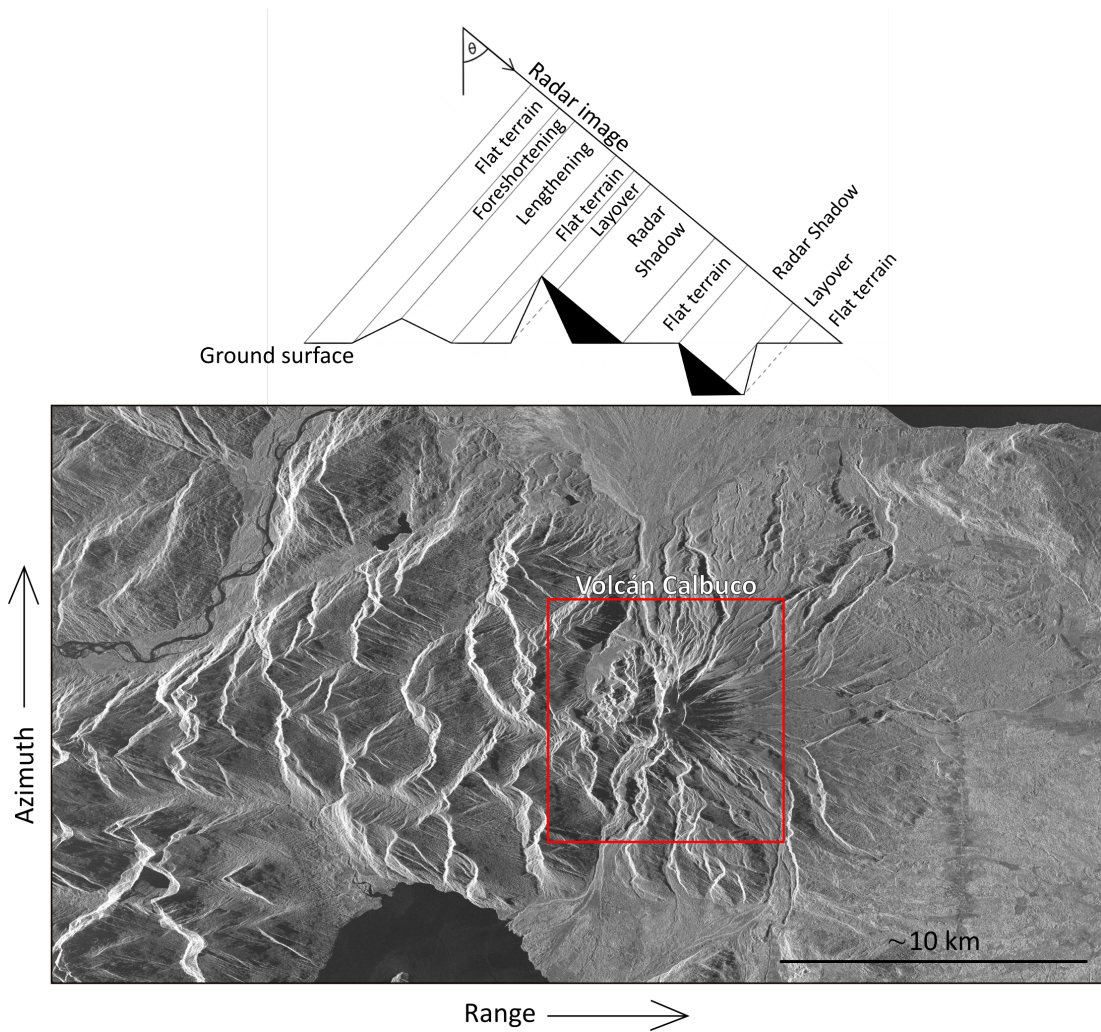 θ
Radar image
Flat terrain
Foreshortening
Lengthening
Flat terrain
Layover
Radar
Shadow
Flat terrain
Radar Shadow
Layover
Flat terrain
Ground surface
Volcán Calbuco
Azimuth
~10 km
Range